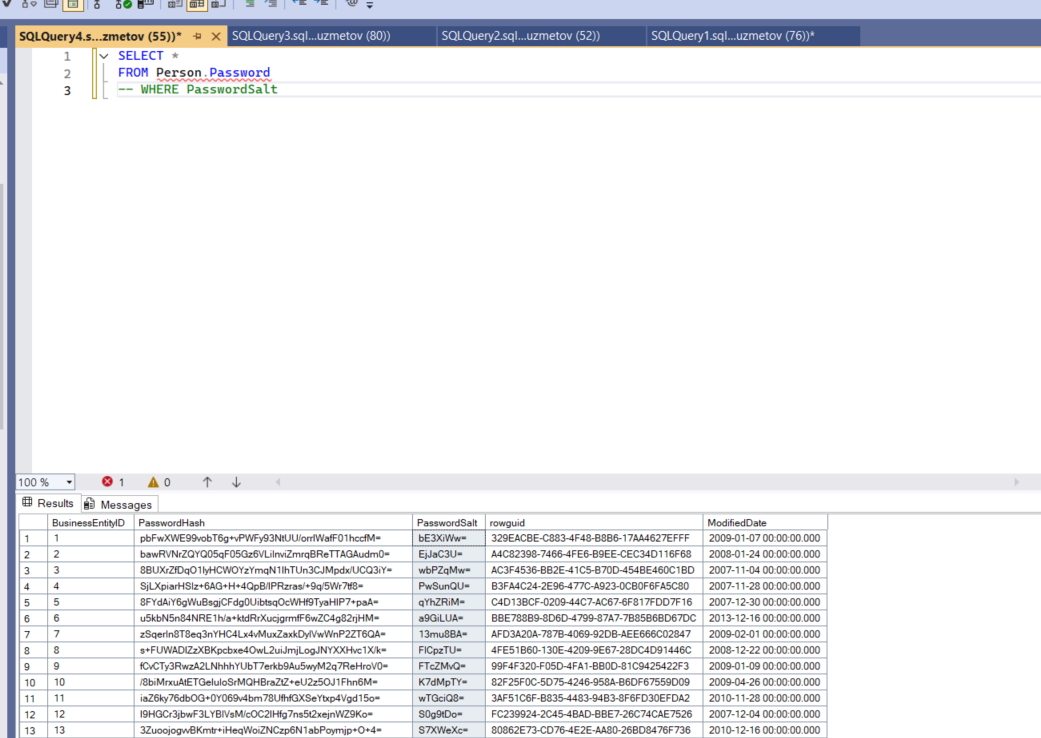 SQLQuery4.s...zmetov (55))* SQLQuery3.sql...uzmetov (80)) SQLQuery2.sql...uzmetov (52)) SQLQuery1.sql...uzmetov (76))*
1 SELECT *
2 FROM Person.Password
3 -- WHERE PasswordSalt
100 % 1 0
Results Messages
BusinessEntityID PasswordHash PasswordSalt rowguid ModifiedDate
1 1 pbFwXWE99vobT6g+vPWFy93NtUU/orrIWafF01hccfM= bE3XiWw= 329EACBE-C883-4F48-B8B6-17AA4627EFFF 2009-01-07 00:00:00.000
2 2 bawRVNrZQYQ05qF05Gz6VLilnviZmrqBReTTAGAudm0= EjJaC3U= A4C82398-7466-4FE6-B9EE-CEC34D116F68 2008-01-24 00:00:00.000
3 3 8BUXrZfDqO1IyHCWOYzYmqN1IhTUn3CJMpdx/UCQ3iY= wbPZqMw= AC3F4536-BB2E-41C5-B70D-454BE460C1BD 2007-11-04 00:00:00.000
4 4 SjLXpiarHSlz+6AG+H+4QpB/IPRzras/+9q/5Wr7tf8= PwSunQU= B3FA4C24-2E96-477C-A923-0CB0F6FA5C80 2007-11-28 00:00:00.000
5 5 8FYdAiY6gWuBsgjCFdg0UibtsqOcWHf9TyaHIP7+paA= qYhZRiM= C4D13BCF-0209-44C7-AC67-6F817FDD7F16 2007-12-30 00:00:00.000
6 6 u5kbN5n84NRE1h/a+ktdRrXucjgrmfF6wZC4g82rjHM= a9GiLUA= BBE788B9-8D6D-4799-87A7-7B85B6BD67DC 2013-12-16 00:00:00.000
7 7 zSqerln8T8eq3nYHC4Lx4vMuxZaxkDylVwWnP2ZT6QA= 13mu8BA= AFD3A20A-787B-4069-92DB-AEE666C02847 2009-02-01 00:00:00.000
8 8 s+FUWADIZzXBKpcbxe4OwL2uiJmjLogJNYXXHvc1X/k= FlCpzTU= 4FE51B60-130E-4209-9E67-28DC4D91446C 2008-12-22 00:00:00.000
9 9 fCvCTy3RwzA2LNhhhYUbT7erkb9Au5wyM2q7ReHroV0= FTcZMvQ= 99F4F320-F05D-4FA1-BB0D-81C9425422F3 2009-01-09 00:00:00.000
10 10 /8biMrxuAtETGeluloSrMQHBraZtZ+eU2z5OJ1Fhn6M= K7dMpTY= 82F25F0C-5D75-4246-958A-B6DF67559D09 2009-04-26 00:00:00.000
11 11 iaZ6ky76dbOG+0Y069v4bm78UfhfGXSeYtxp4Vgd15o= wTGciQ8= 3AF51C6F-B835-4483-94B3-8F6FD30EFDA2 2010-11-28 00:00:00.000
12 12 I9HGCr3jbwF3LYBlVsM/cOC2lHfg7ns5t2xejnWZ9Ko= S0g9tDo= FC239924-2C45-4BAD-BBE7-26C74CAE7526 2007-12-04 00:00:00.000
13 13 3ZuoojogwvBKmtr+iHeqWoiZNCzp6N1abPoymjp+O+4= S7XWeXc= 80862E73-CD76-4E2E-AA80-26BD8476F736 2010-12-16 00:00:00.000